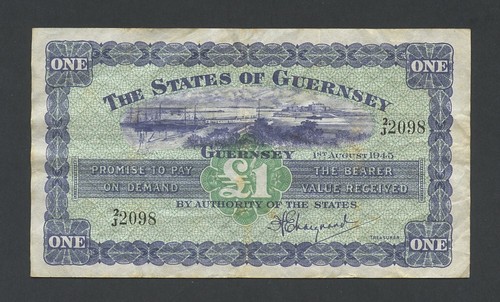 ONE ONE
THE STATES OF GUERNSEY
2/J 2098
GUERNSEY 1ST AUGUST 1945
PROMISE TO PAY £1 THE BEARER
ON DEMAND VALUE RECEIVED
BY AUTHORITY OF THE STATES.
2/J 2098
TREASURER.
ONE ONE